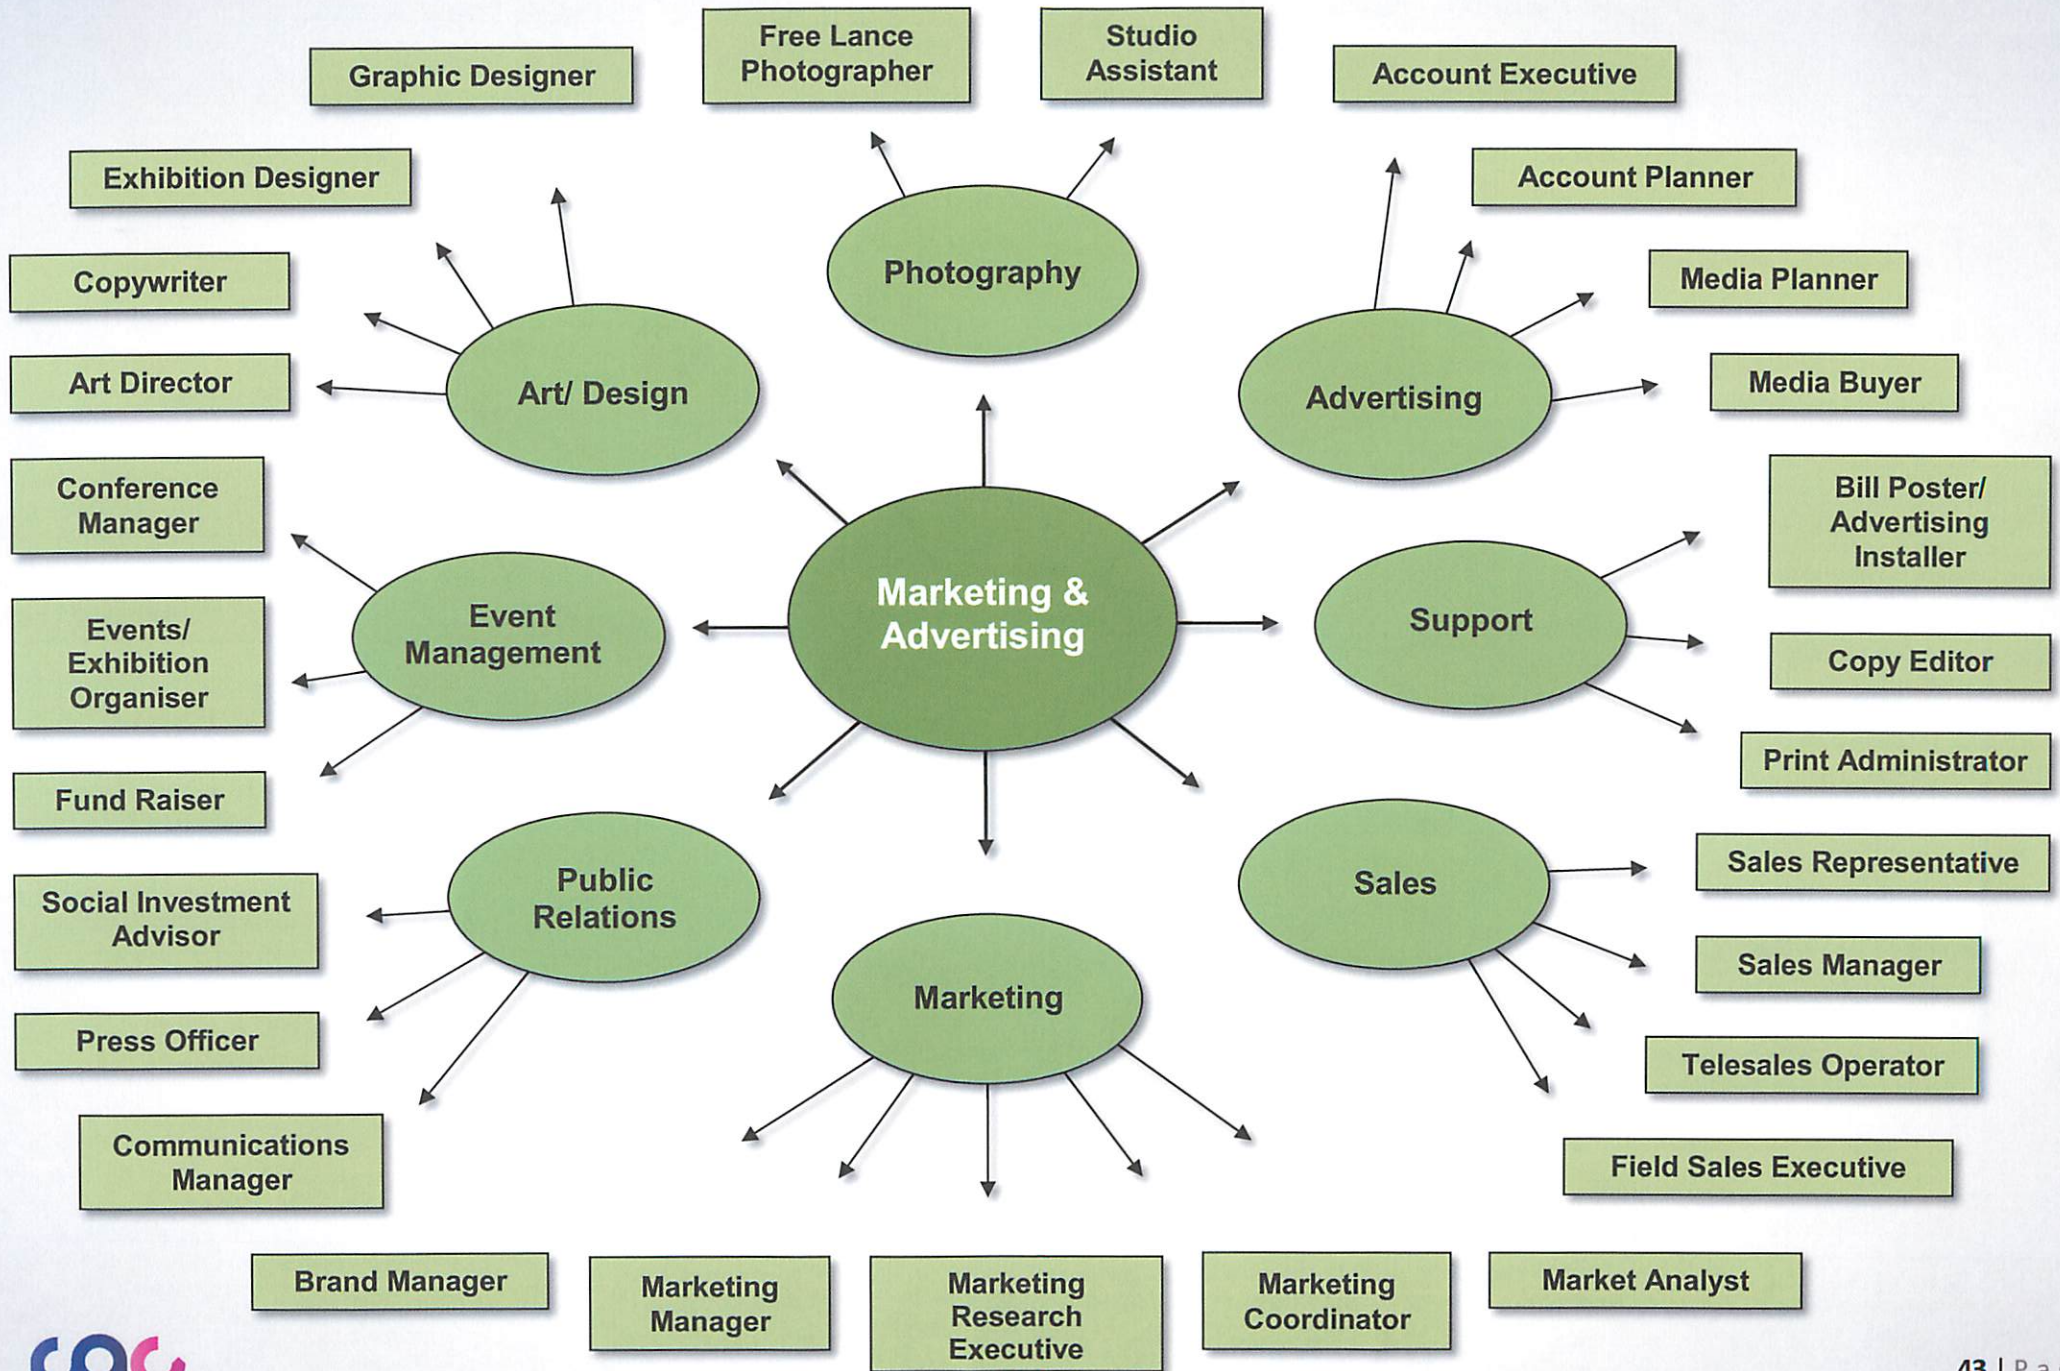 Free Lance
Photographer
Studio
Assistant
Graphic Designer
Account Executive
Exhibition Designer
Account Planner
Copywriter
Photography
Media Planner
Art Director
Art/ Design
Advertising
Media Buyer
Conference
Manager
Bill Poster/
Advertising
Installer
Marketing &
Advertising
Event
Management
Support
Events/
Exhibition
Organiser
Copy Editor
Print Administrator
Fund Raiser
Public
Relations
Sales
Sales Representative
Social Investment
Advisor
Sales Manager
Marketing
Press Officer
Telesales Operator
Communications
Manager
Field Sales Executive
Brand Manager
Marketing
Manager
Marketing
Research
Executive
Marketing
Coordinator
Market Analyst
43 | P a